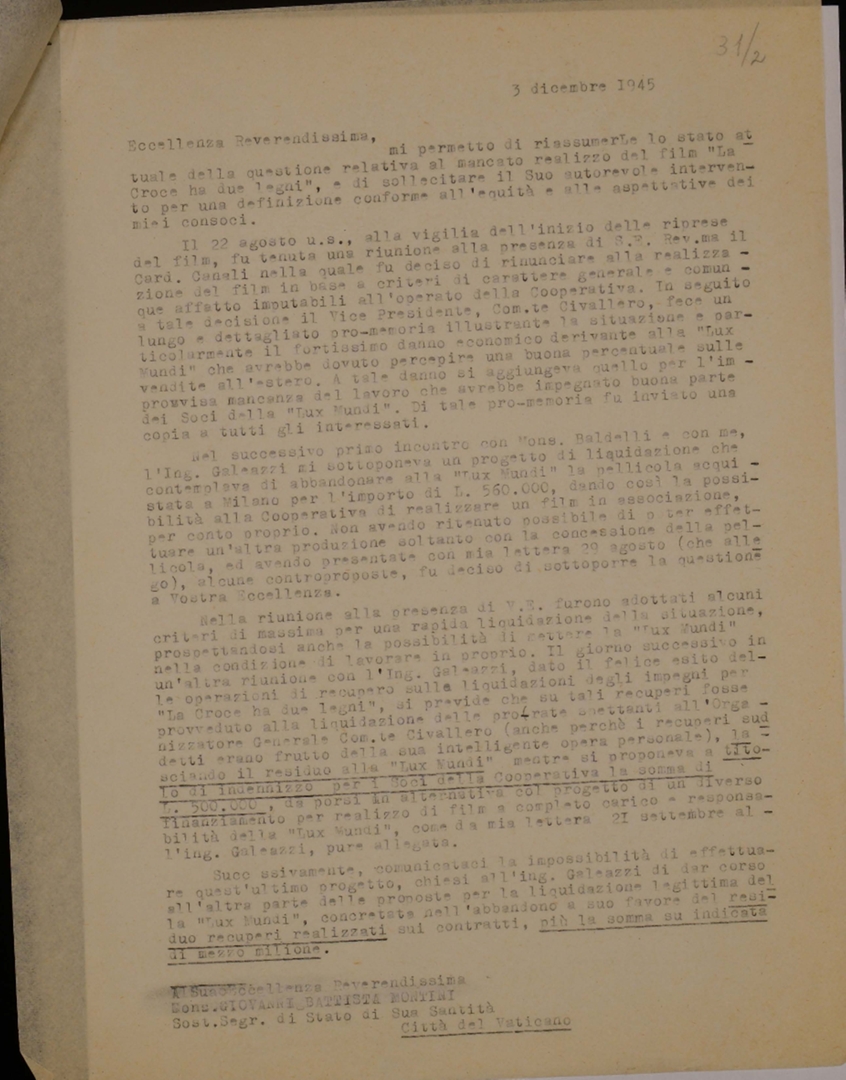 31/2
3 dicembre 1945
Eccellenza Reverendissima,
mi permetto di riassumerLe lo stato at
tuale della questione relativa al mancato realizzo del film "La
Croce ha due legni", e di sollecitare il Suo autorevole interven-
to per una definizione conforme all'equità e alle aspettative dei
miei consoci.
Il 22 agosto u.s., alla vigilia dell'inizio delle riprese
del film, fu tenuta una riunione alla presenza di S.E. Rev.ma il
Card. Canali nella quale fu deciso di rinunciare alla realizza -
zione del film in base a criteri di carattere generale e comun -
que affatto imputabili all'operato della Cooperativa. In seguito
a tale decisione il Vice Presidente, Com.te Civallero, fece un
lungo e dettagliato pro-memoria illustrante la situazione e par-
ticolarmente il fortissimo danno economico derivante alla "Lux
Mundi" che avrebbe dovuto percepire una buona percentuale sulle
vendite all'estero. A tale danno si aggiungeva quello per l'im -
provvisa mancanza del lavoro che avrebbe impegnato buona parte
dei Soci della "Lux Mundi". Di tale pro-memoria fu inviato una
copia a tutti gli interessati.
Nel successivo primo incontro con Mons. Baldelli e con me,
l'Ing. Galeazzi mi sottoponeva un progetto di liquidazione che
contemplava di abbandonare alla "Lux Mundi" la pellicola acqui -
stata a Milano per l'importo di L. 560.000, dando così la possi-
bilità alla Cooperativa di realizzare un film in associazione,
per conto proprio. Non avendo ritenuto possibile di p ter effet-
tuare un'altra produzione soltanto con la concessione della pel-
licola, ed avendo presentate con mia lettera 29 agosto (che alle
go), alcune controproposte, fu deciso di sottoporre la questione
a Vostra Eccellenza.
Nella riunione alla presenza di V.E. furono adottati alcuni
criteri di massima per una rapida liquidazione della situazione,
prospettandosi anche la possibilità di mettere la "Lux Mundi"
nella condizione di lavorare in proprio. Il giorno successivo in
un'altra riunione con l'Ing. Galeazzi, dato il felice esito del-
le operazioni di recupero sulle liquidazioni degli impegni per
"La Croce ha due legni", si previde che su tali recuperi fosse
provveduto alla liquidazione delle prorate spettanti all'Orga -
nizzatore Generale Com.te Civallero (anche perchè i recuperi sud
detti erano frutto della sua intelligente opera personale), la -
sciando il residuo alla "Lux Mundi" mentre si proponeva a tito-
lo di indennizzo per i Soci della Cooperativa la somma di
L. 500.000, da porsi in alternativa col progetto di un diverso
finanziamento per realizzo di film a completo carico e responsa-
bilità della "Lux Mundi", come da mia lettera 21 settembre al -
l'ing. Galeazzi, pure allegata.
Succ ssivamente, comunicataci la impossibilità di effettua-
re quest'ultimo progetto, chiesi all'ing. Galeazzi di dar corso
all'altra parte delle proposte per la liquidazione legittima del
la "Lux Mundi", concretata nell'abbandono a suo favore del resi-
duo recuperi realizzati sui contratti, più la somma su indicata
di mezzo milione.
A Sua Eccellenza Reverendissima
Mons.GIOVANNI BATTISTA MONTINI
Sost.Segr. di Stato di Sua Santità
Città del Vaticano